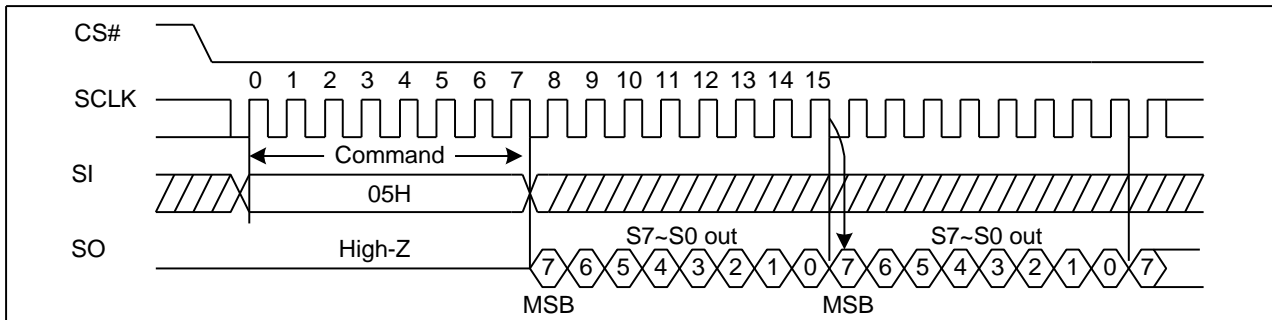 CS#
0 1 2 3 4 5 6 7 8 9 10 11 12 13 14 15
SCLK
Command
SI
05H
S7~S0 out S7~S0 out
SO High-Z
7 6 5 4 3 2 1 0 7 6 5 4 3 2 1 0 7
MSB MSB